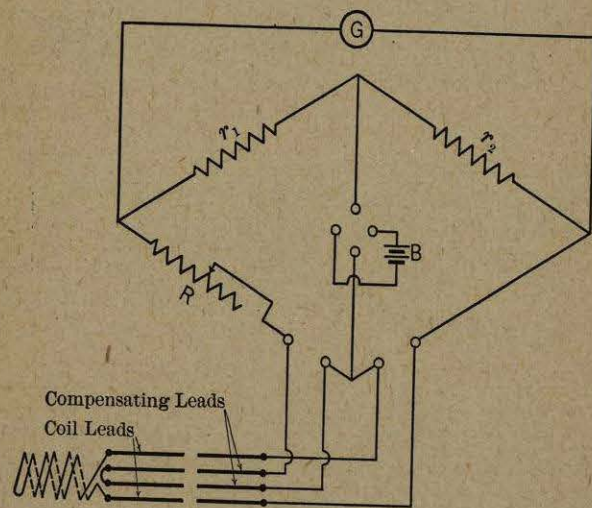 G
r₁
r₂
B
R
Compensating Leads
Coil Leads